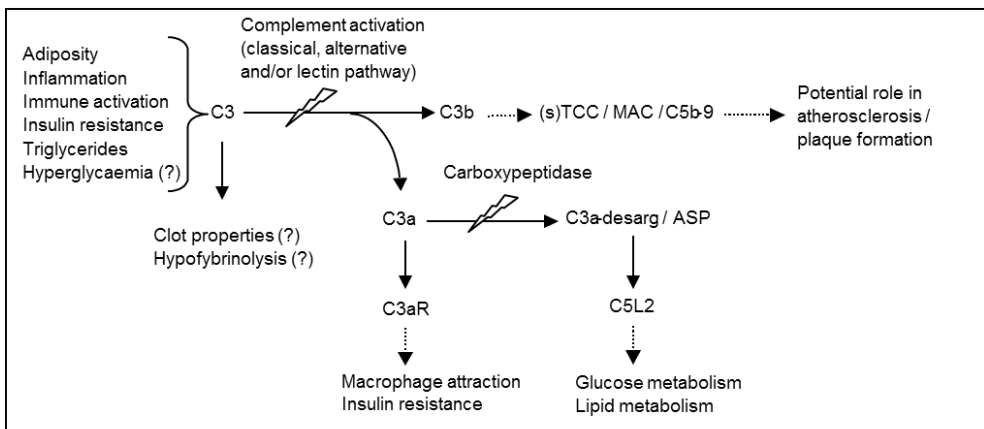 Complement activation
(classical, alternative
and/or lectin pathway)
Adiposity
Inflammation
Immune activation
Insulin resistance
Triglycerides
Hyperglycaemia (?)
C3
C3b
(s)TCC / MAC / C5b-9
Potential role in
atherosclerosis /
plaque formation
Carboxypeptidase
C3a
C3a-desarg / ASP
Clot properties (?)
Hypofybrinolysis (?)
C3aR
C5L2
Macrophage attraction
Insulin resistance
Glucose metabolism
Lipid metabolism